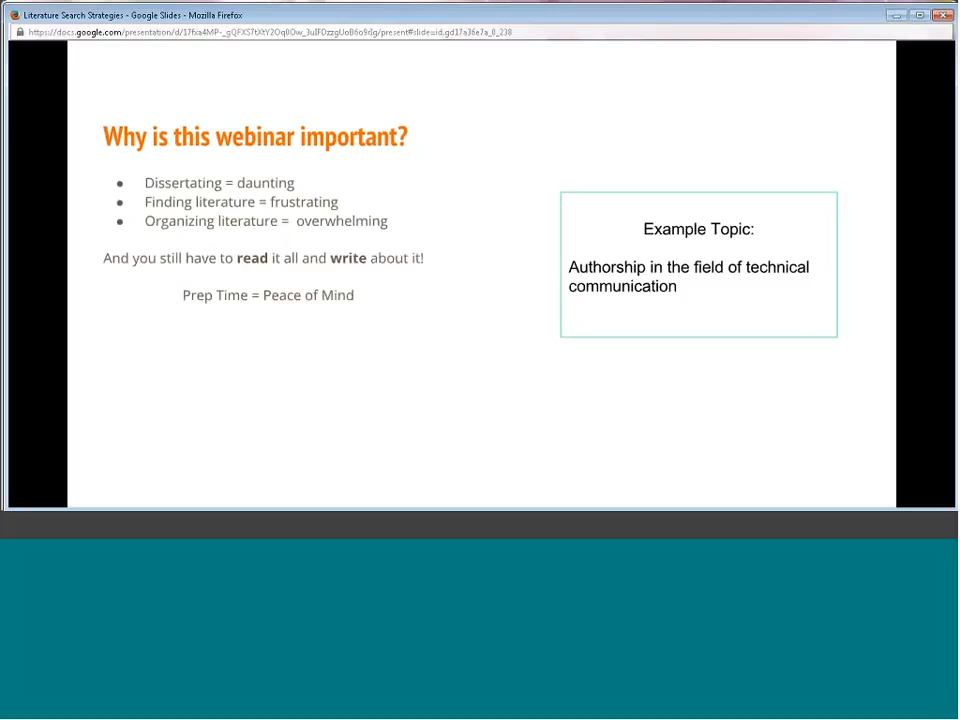 Literature Search Strategies - Google Slides - Mozilla Firefox
Why is this webinar important?
● Dissertating = daunting
● Finding literature = frustrating
● Organizing literature = overwhelming
And you still have to read it all and write about it!
Prep Time = Peace of Mind
Example Topic:
Authorship in the field of technical
communication